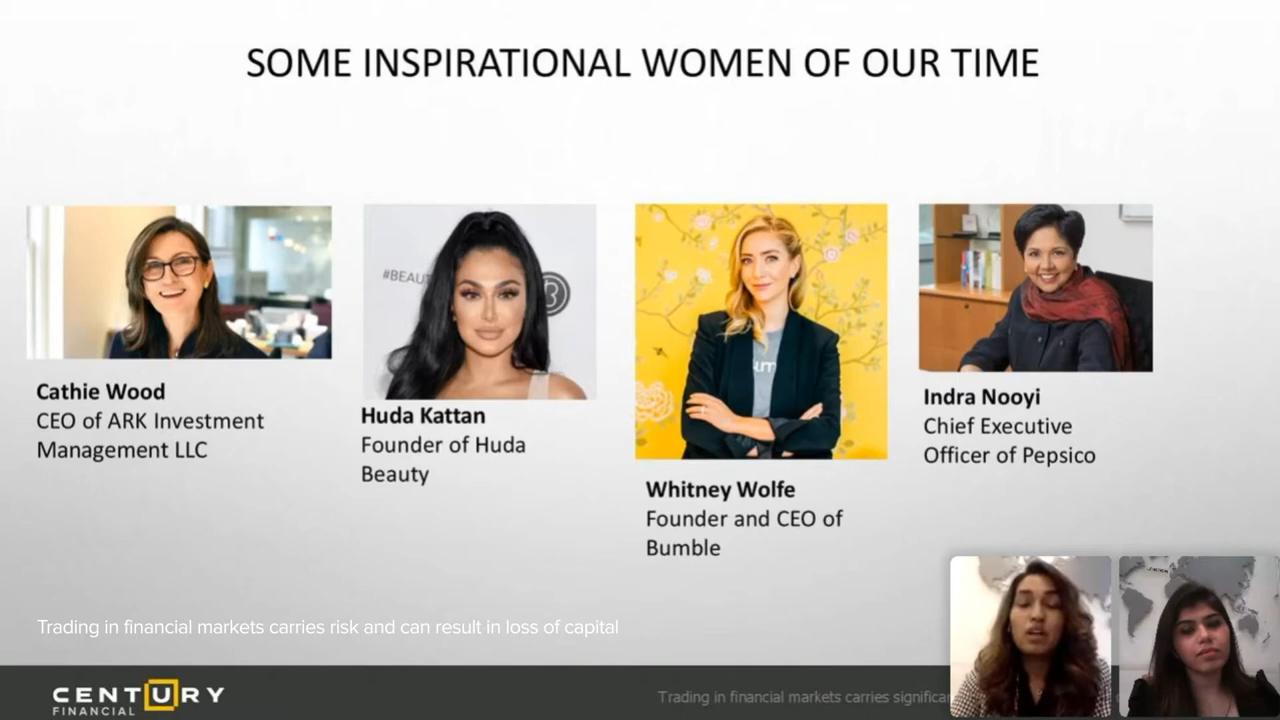 SOME INSPIRATIONAL WOMEN OF OUR TIME
#BEAU
Cathie Wood
CEO of ARK Investment
Management LLC
Huda Kattan
Founder of Huda
Beauty
Whitney Wolfe
Founder and CEO of
Bumble
Indra Nooyi
Chief Executive
Officer of Pepsico
Trading in financial markets carries risk and can result in loss of capital
CENTURY
FINANCIAL
Trading in financial markets carries